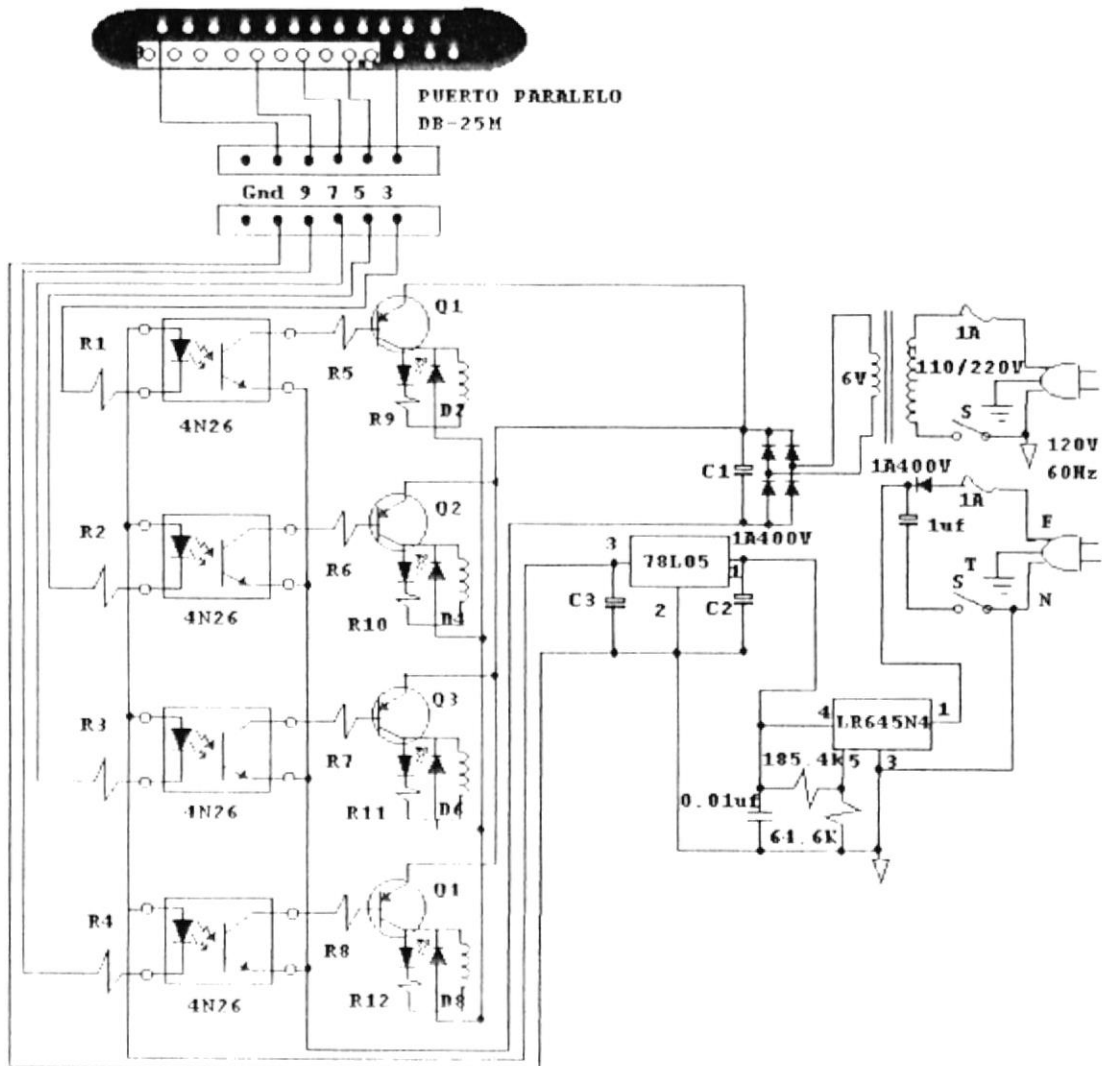 PUERTO PARALELO
DB-25M
Gnd 9 7 5 3
R1
4N26
R5
Q1
R9
D2
6V
1A
110/220V
S
120V
60Hz
R2
4N26
R6
Q2
R10
D4
C1
1A400V
1A400V
1A
1uf
F
T
S
N
3
78L05
1
2
C3
C2
R3
4N26
R7
Q3
R11
D6
4
LR645N4
1
185.4k
5
3
0.01uf
64.6K
R4
4N26
R8
Q1
R12
D8